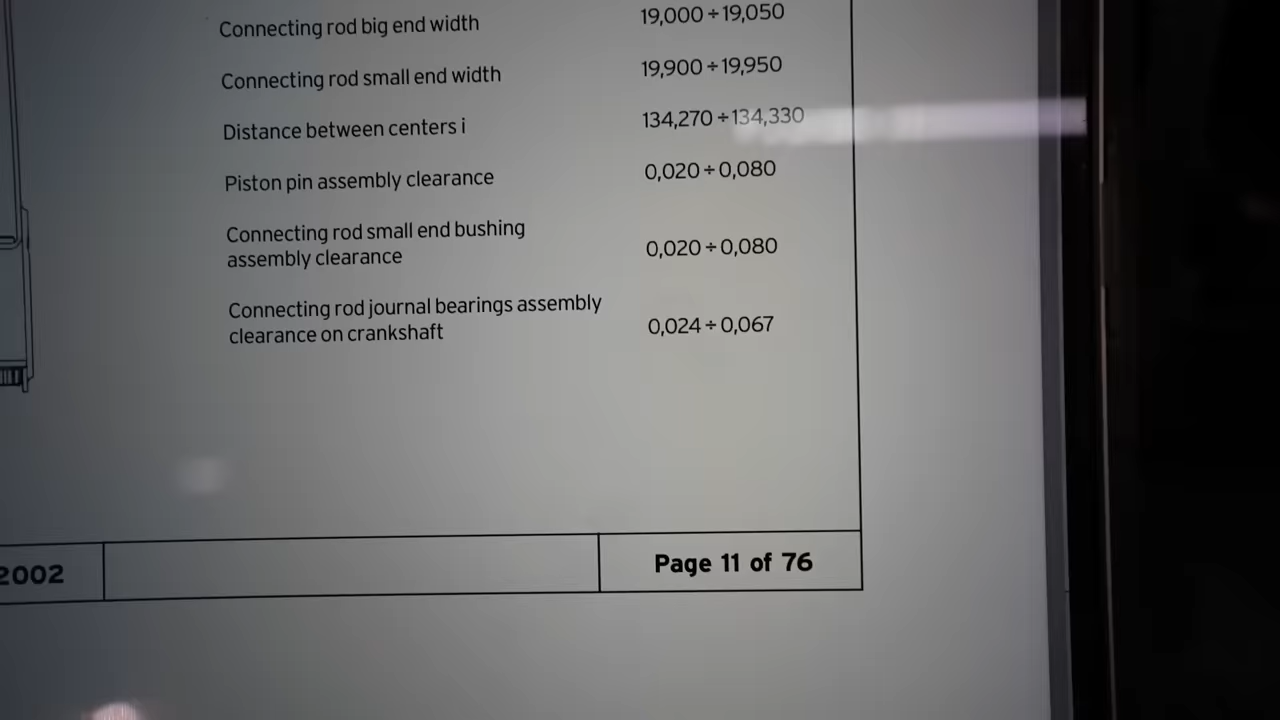 Connecting rod big end width 19,000 ÷ 19,050
Connecting rod small end width 19,900 ÷ 19,950
Distance between centers i 134,270 ÷ 134,330
Piston pin assembly clearance 0,020 ÷ 0,080
Connecting rod small end bushing
assembly clearance 0,020 ÷ 0,080
Connecting rod journal bearings assembly
clearance on crankshaft 0,024 ÷ 0,067
2002
Page 11 of 76